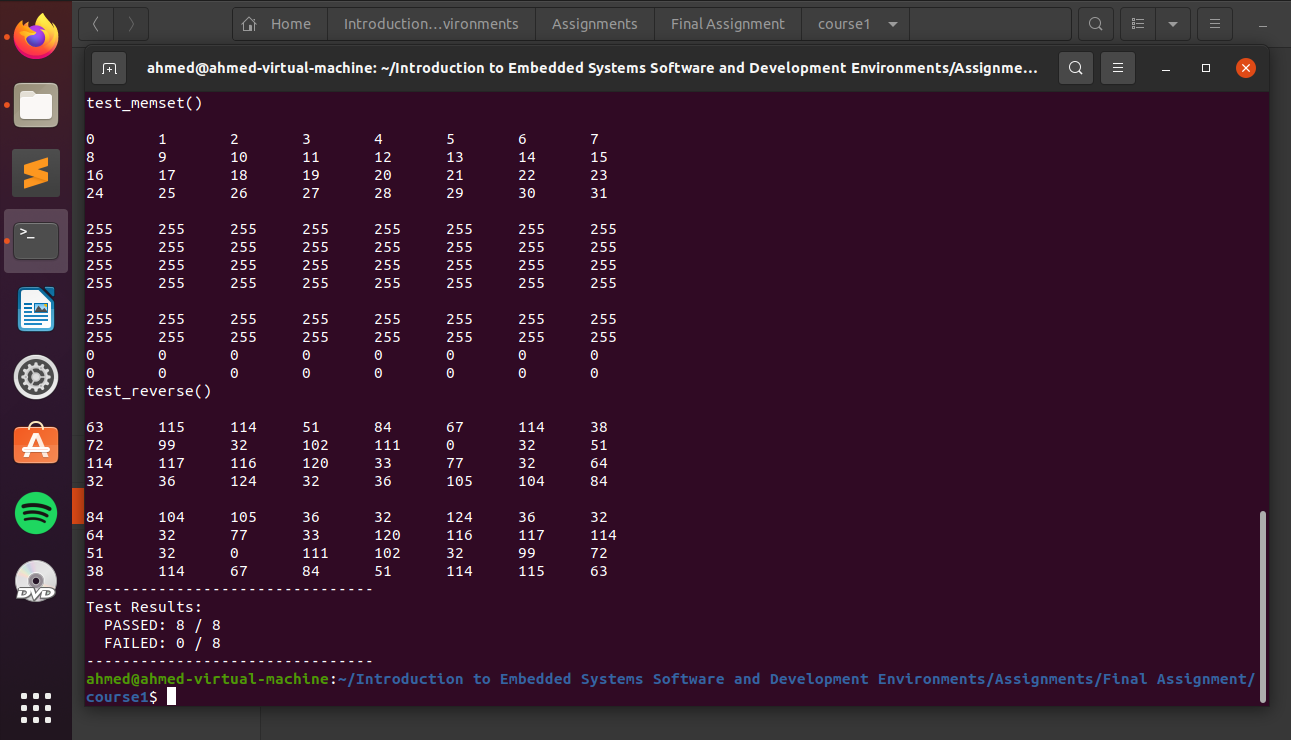 Home Introduction…vironments Assignments Final Assignment course1
ahmed@ahmed-virtual-machine: ~/Introduction to Embedded Systems Software and Development Environments/Assignme...
test_memset()
0 1 2 3 4 5 6 7
8 9 10 11 12 13 14 15
16 17 18 19 20 21 22 23
24 25 26 27 28 29 30 31
255 255 255 255 255 255 255 255
255 255 255 255 255 255 255 255
255 255 255 255 255 255 255 255
255 255 255 255 255 255 255 255
255 255 255 255 255 255 255 255
255 255 255 255 255 255 255 255
0 0 0 0 0 0 0 0
0 0 0 0 0 0 0 0
test_reverse()
63 115 114 51 84 67 114 38
72 99 32 102 111 0 32 51
114 117 116 120 33 77 32 64
32 36 124 32 36 105 104 84
84 104 105 36 32 124 36 32
64 32 77 33 120 116 117 114
51 32 0 111 102 32 99 72
38 114 67 84 51 114 115 63
--------------------------------
Test Results:
PASSED: 8 / 8
FAILED: 0 / 8
--------------------------------
ahmed@ahmed-virtual-machine:~/Introduction to Embedded Systems Software and Development Environments/Assignments/Final Assignment/
course1$
>_
DVD